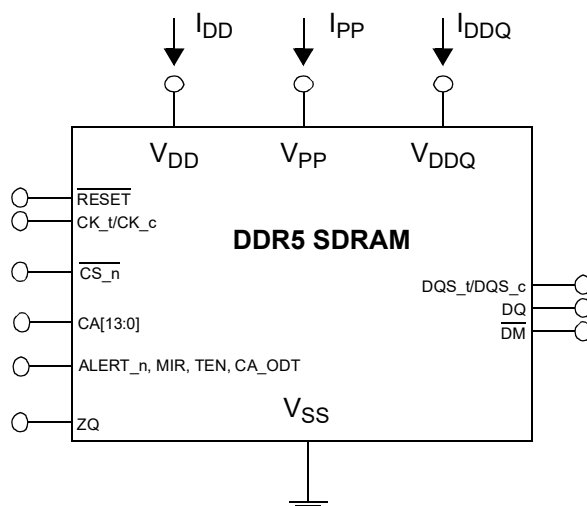 IDD IPP IDDQ
VDD VPP VDDQ
RESET
CK_t/CK_c
DDR5 SDRAM
CS_n
DQS_t/DQS_c
DQ
CA[13:0]
DM
ALERT_n, MIR, TEN, CA_ODT
VSS
ZQ